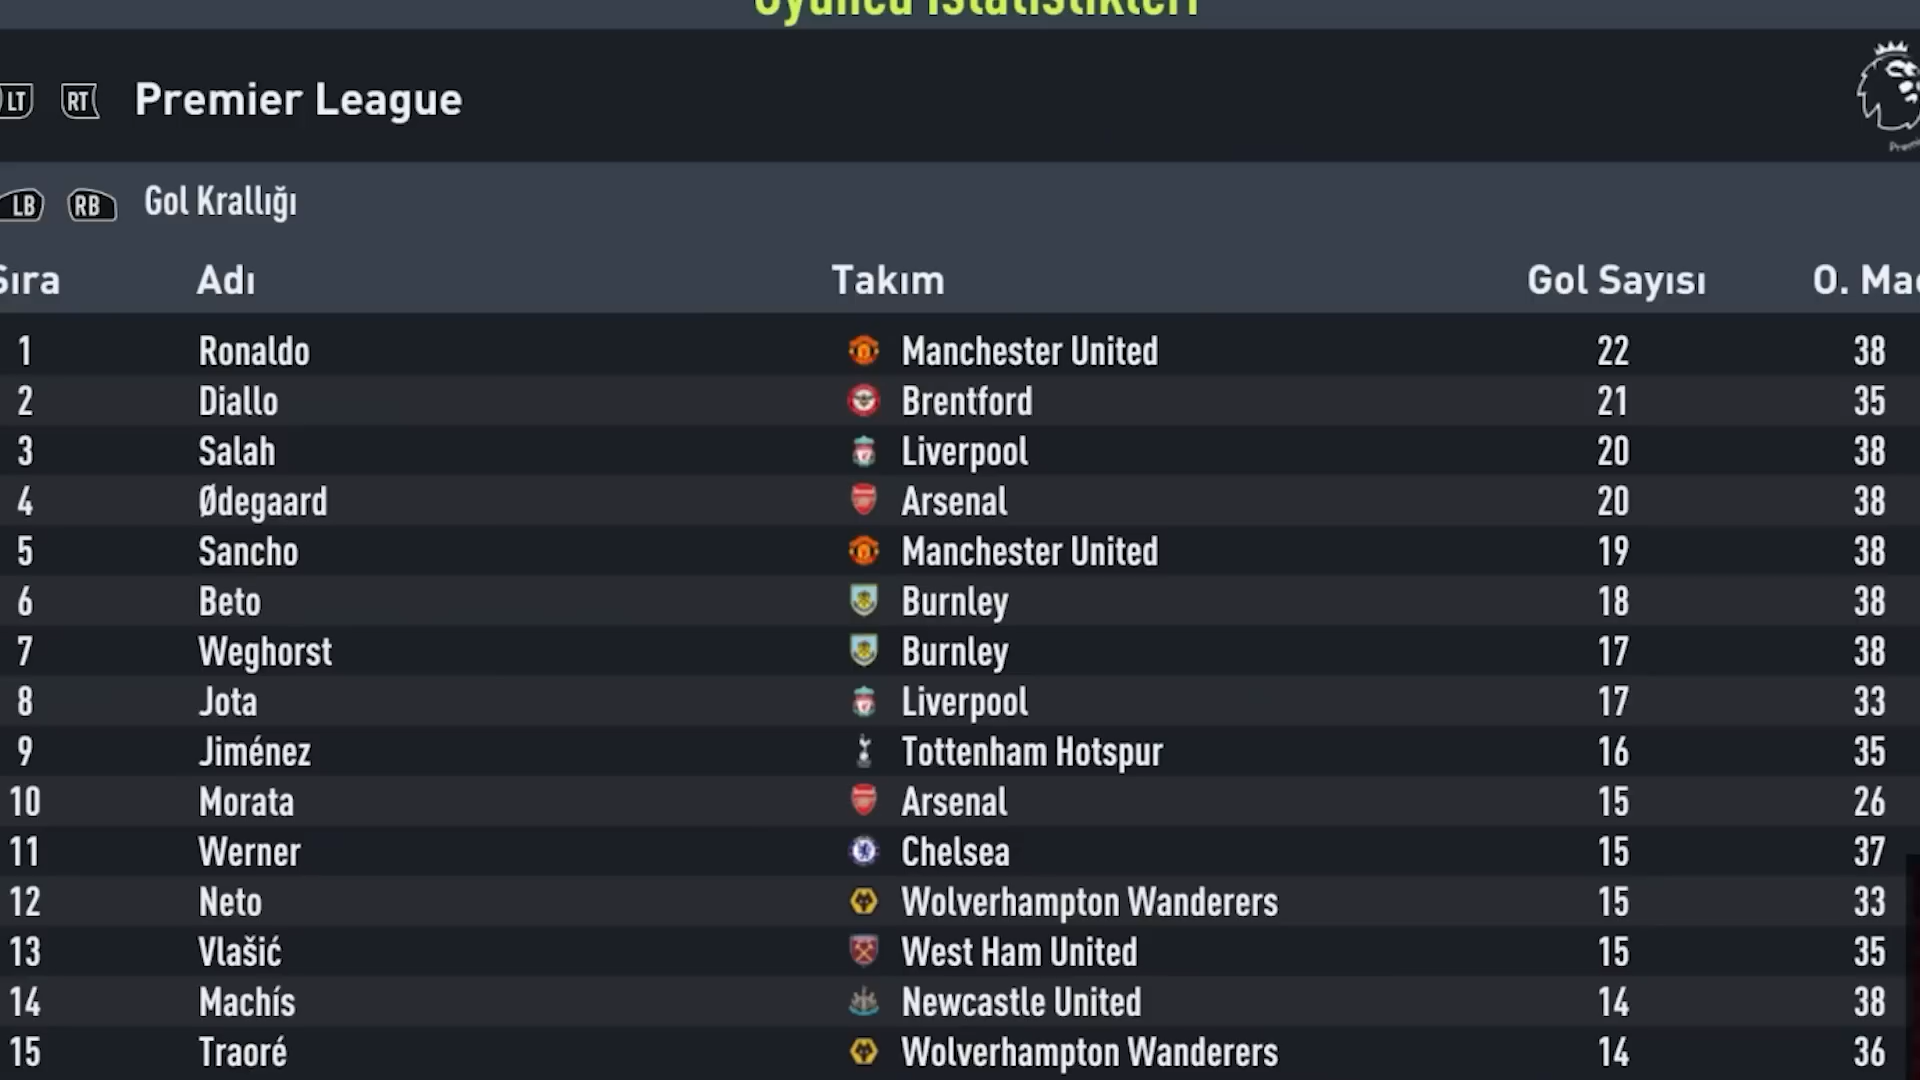 Oyuncu İstatistikleri
LT RT Premier League
LB RB Gol Krallığı
Sıra Adı Takım Gol Sayısı O. Maç
1 Ronaldo Manchester United 22 38
2 Diallo Brentford 21 35
3 Salah Liverpool 20 38
4 Ødegaard Arsenal 20 38
5 Sancho Manchester United 19 38
6 Beto Burnley 18 38
7 Weghorst Burnley 17 38
8 Jota Liverpool 17 33
9 Jiménez Tottenham Hotspur 16 35
10 Morata Arsenal 15 26
11 Werner Chelsea 15 37
12 Neto Wolverhampton Wanderers 15 33
13 Vlašić West Ham United 15 35
14 Machís Newcastle United 14 38
15 Traoré Wolverhampton Wanderers 14 36